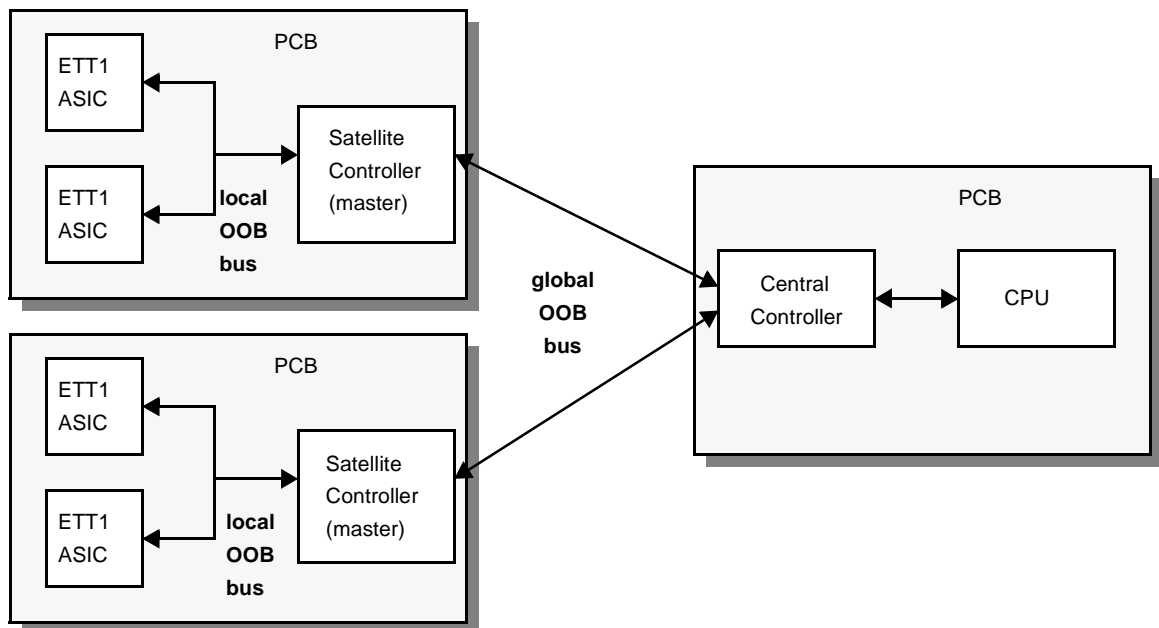 PCB
ETT1
ASIC
ETT1
ASIC
local
OOB
bus
Satellite
Controller
(master)
PCB
ETT1
ASIC
ETT1
ASIC
local
OOB
bus
Satellite
Controller
(master)
global
OOB
bus
PCB
Central
Controller
CPU